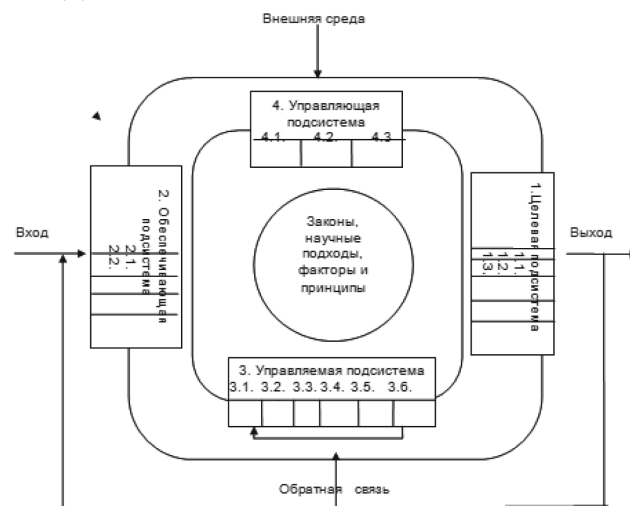 Внешняя среда
4. Управляющая
подсистема
4.1. 4.2. 4.3
2. Обеспечивающая
подсистема
2.1.
2.2.
1.Целевая подсистема
1.1.
1.2.
1.3.
Вход
Выход
Законы,
научные
подходы,
факторы и
принципы
3. Управляемая подсистема
3.1. 3.2. 3.3. 3.4. 3.5. 3.6.
Обратная связь